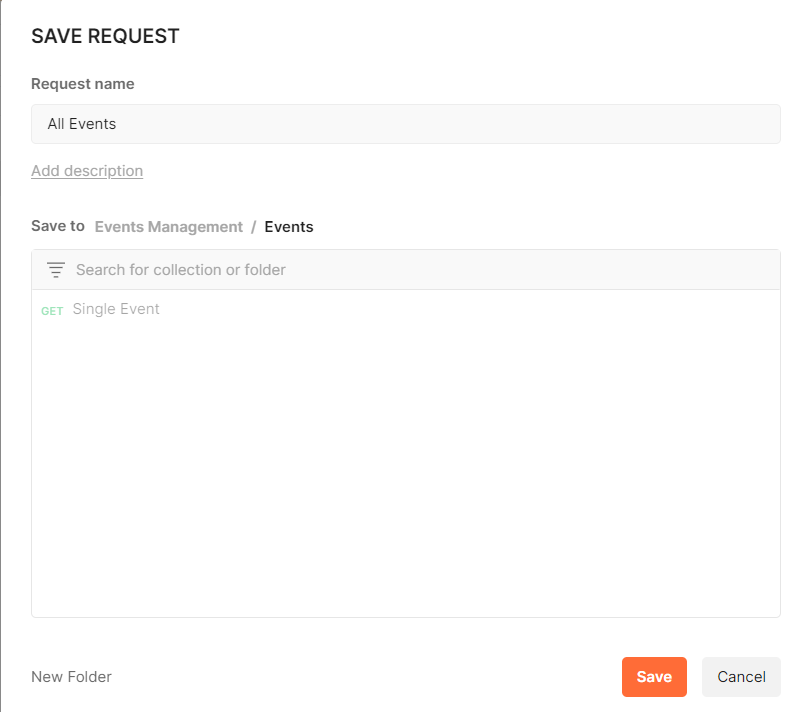 SAVE REQUEST
Request name
All Events
Add description
Save to Events Management / Events
Search for collection or folder
GET Single Event
New Folder Save Cancel